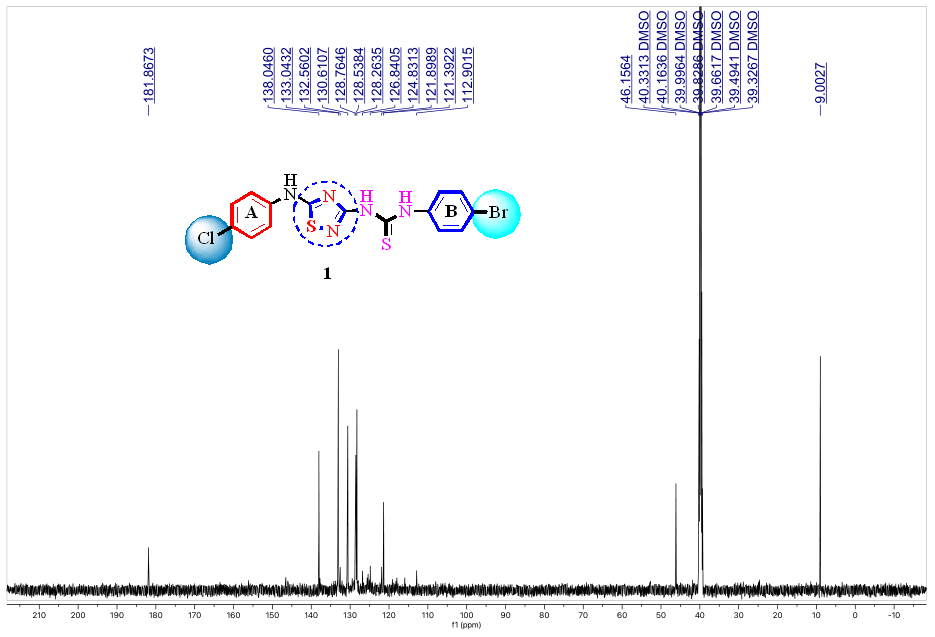 181.8673
138.0460
133.0432
132.5602
130.6107
128.7646
128.5384
128.2635
126.8405
124.8313
121.8989
121.3922
112.9015
46.1564
40.3313 DMSO
40.1636 DMSO
39.9964 DMSO
39.8286 DMSO
39.6617 DMSO
39.4941 DMSO
39.3267 DMSO
9.0027
Cl
A
H
N
N
S
N
H
N
S
H
N
B
Br
1
210 200 190 180 170 160 150 140 130 120 110 100 90 80 70 60 50 40 30 20 10 0 -10
f1 (ppm)